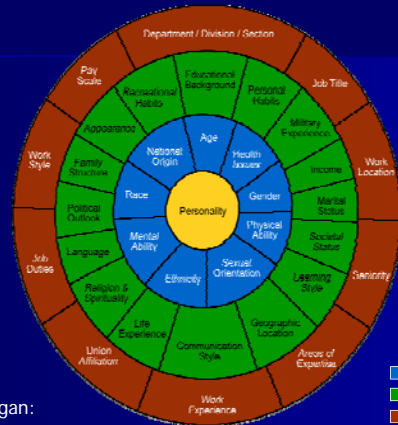 Department / Division / Section
Pay
Scale
Job Title
Work
Style
Work
Location
Job
Duties
Seniority
Union
Affiliation
Areas of
Expertise
Work
Experience
Educational
Background
Recreational
Habits
Personal
Habits
Appearance
Military
Experience
Family
Structure
Income
Political
Outlook
Marital
Status
Language
Societal
Status
Religion &
Spirituality
Learning
Style
Life
Experience
Geographic
Location
Communication
Style
National
Origin
Age
Health
Issues
Race
Gender
Mental
Ability
Physical
Ability
Ethnicity
Sexual
Orientation
Personality
gan: